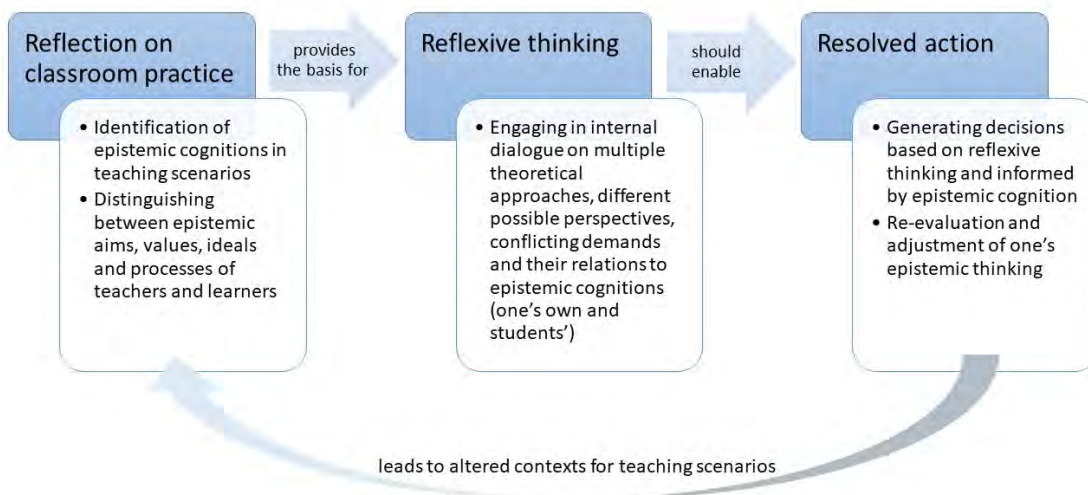 Reflection on
classroom practice
• Identification of
epistemic cognitions in
teaching scenarios
• Distinguishing
between epistemic
aims, values, ideals
and processes of
teachers and learners
provides
the basis for
Reflexive thinking
• Engaging in internal
dialogue on multiple
theoretical
approaches, different
possible perspectives,
conflicting demands
and their relations to
epistemic cognitions
(one's own and
students')
should
enable
Resolved action
• Generating decisions
based on reflexive
thinking and informed
by epistemic cognition
• Re-evaluation and
adjustment of one's
epistemic thinking
leads to altered contexts for teaching scenarios